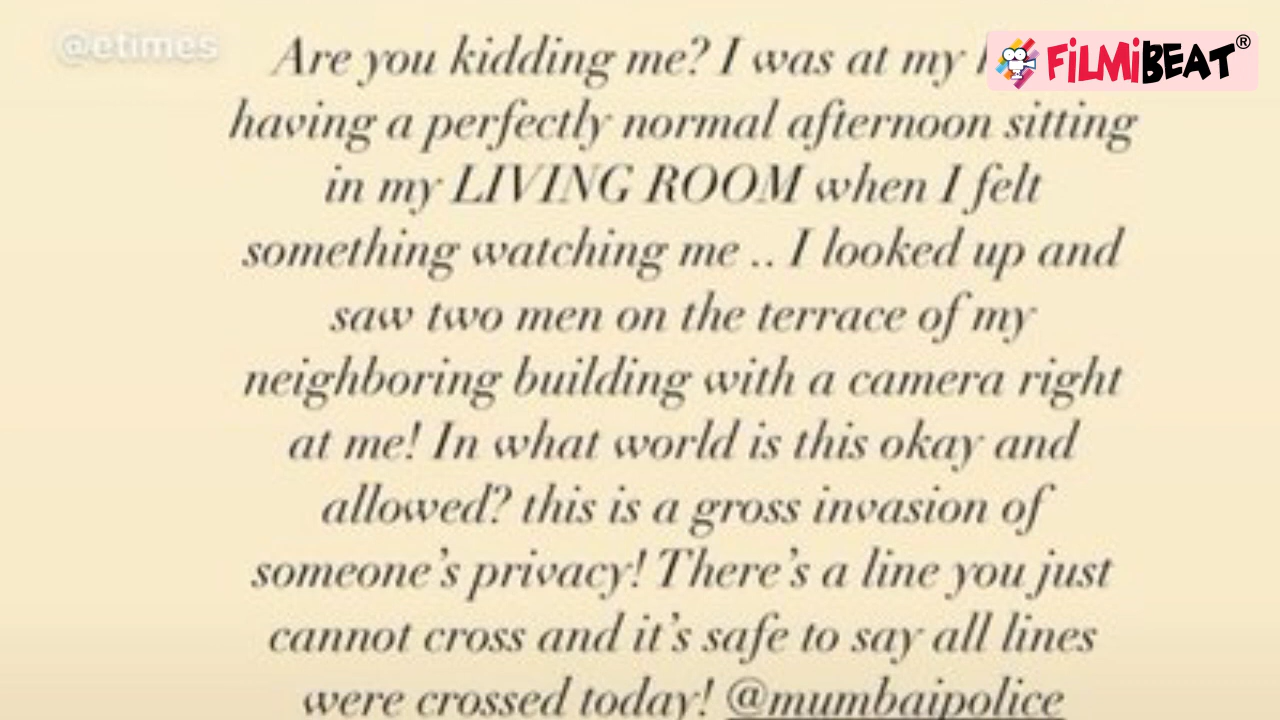 @etimes
FiLMiBEAT®
Are you kidding me? I was at my
having a perfectly normal afternoon sitting
in my LIVING ROOM when I felt
something watching me .. I looked up and
saw two men on the terrace of my
neighboring building with a camera right
at me! In what world is this okay and
allowed? this is a gross invasion of
someone's privacy! There's a line you just
cannot cross and it's safe to say all lines
were crossed today! @mumbaipolice